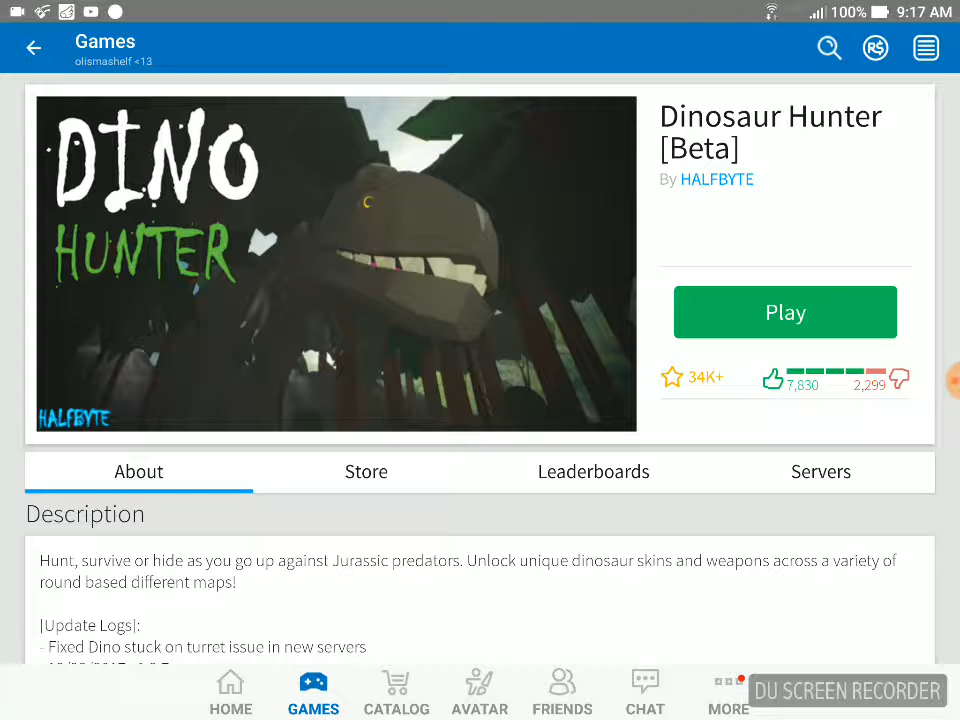 100% 9:17 AM
Games
olismashelf <13
DINO
HUNTER
HALFBYTE
Dinosaur Hunter
[Beta]
By HALFBYTE
Play
34K+
7,830
2,299
About
Store
Leaderboards
Servers
Description
Hunt, survive or hide as you go up against Jurassic predators. Unlock unique dinosaur skins and weapons across a variety of
round based different maps!
[Update Logs]:
- Fixed Dino stuck on turret issue in new servers
HOME
GAMES
CATALOG
AVATAR
FRIENDS
CHAT
MORE
DU SCREEN RECORDER